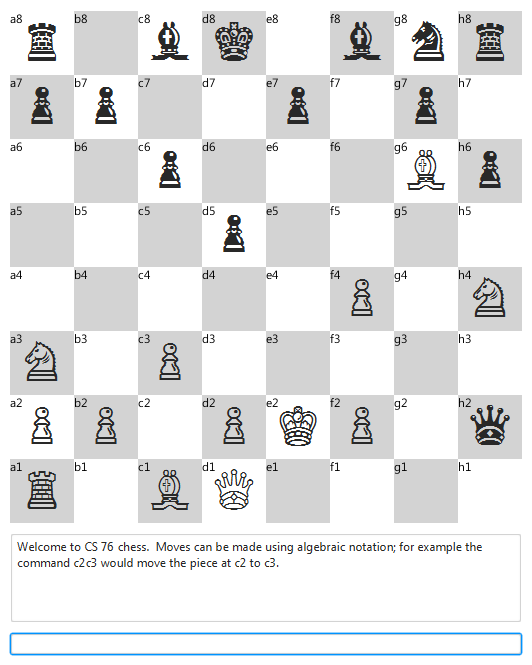 a8 b8 c8 d8 e8 f8 g8 h8
a7 b7 c7 d7 e7 f7 g7 h7
a6 b6 c6 d6 e6 f6 g6 h6
a5 b5 c5 d5 e5 f5 g5 h5
a4 b4 c4 d4 e4 f4 g4 h4
a3 b3 c3 d3 e3 f3 g3 h3
a2 b2 c2 d2 e2 f2 g2 h2
a1 b1 c1 d1 e1 f1 g1 h1
Welcome to CS 76 chess.  Moves can be made using algebraic notation; for example the
command c2c3 would move the piece at c2 to c3.